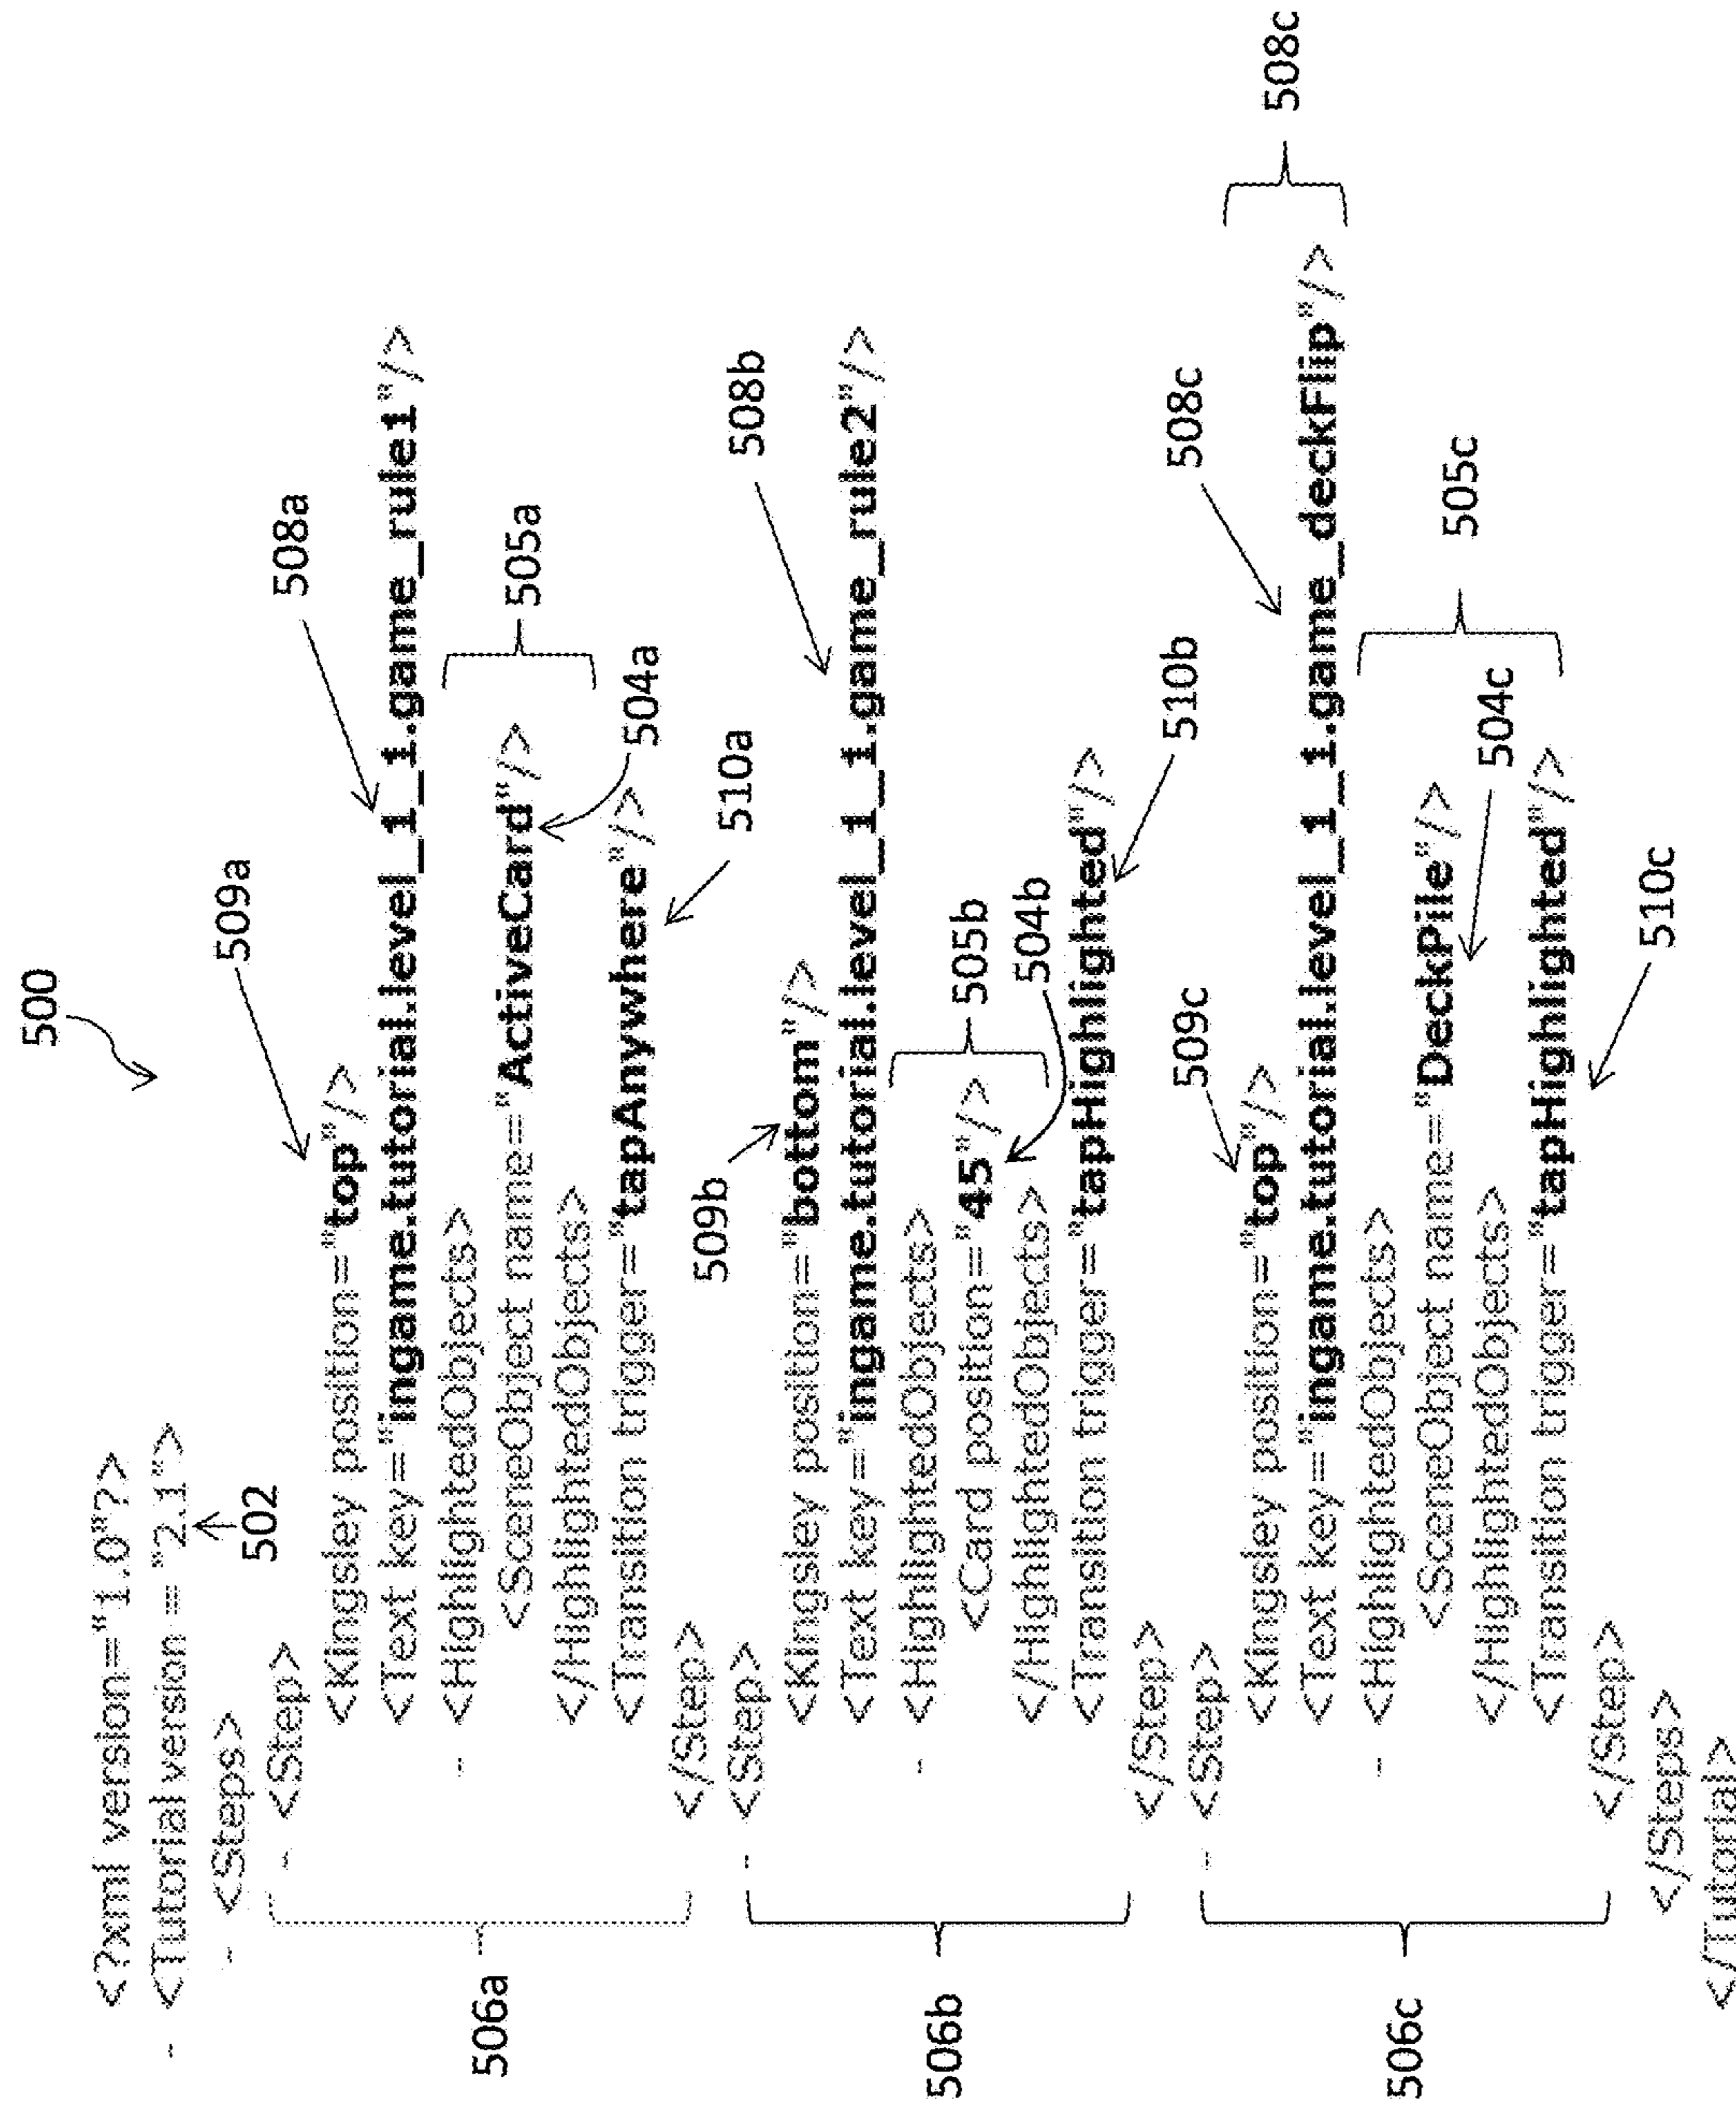 500
<?xml version="1.0"?>
- <Tutorial version ="2.1">
502
- <Steps>
509a
508a
506a
- <Step>
<Kingsley position="top"/>
<Text key="ingame.tutorial.level_1_1.game_rule1"/>
- <HighlightedObjects>
<SceneObject name="ActiveCard"/>
505a
504a
</HighlightedObjects>
<Transition trigger="tapAnywhere"/>
510a
</Step>
509b
508b
506b
- <Step>
<Kingsley position="bottom"/>
<Text key="ingame.tutorial.level_1_1.game_rule2"/>
- <HighlightedObjects>
<Card position="45"/>
505b
504b
</HighlightedObjects>
<Transition trigger="tapHighlighted"/>
510b
</Step>
509c
508c
506c
- <Step>
<Kingsley position="top"/>
<Text key="ingame.tutorial.level_1_1.game_deckFlip"/>
508c
- <HighlightedObjects>
<SceneObject name="DeckPile"/>
505c
504c
</HighlightedObjects>
<Transition trigger="tapHighlighted"/>
510c
</Step>
</Steps>
</Tutorial>